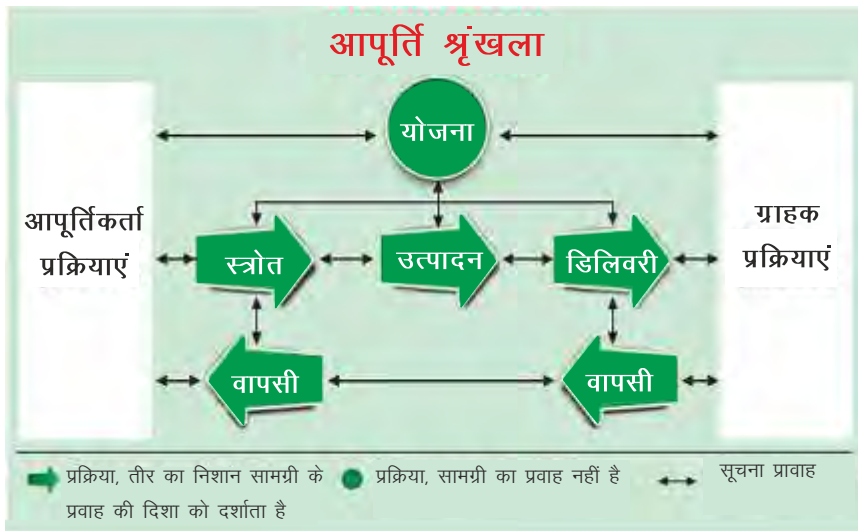 आपूर्ति श्रृंखला
योजना
आपूर्तिकर्ता
प्रक्रियाएं
ग्राहक
प्रक्रियाएं
स्त्रोत
उत्पादन
डिलिवरी
वापसी
वापसी
प्रक्रिया, तीर का निशान सामग्री के
प्रवाह की दिशा को दर्शाता है
प्रक्रिया, सामग्री का प्रवाह नहीं है
सूचना प्रावाह